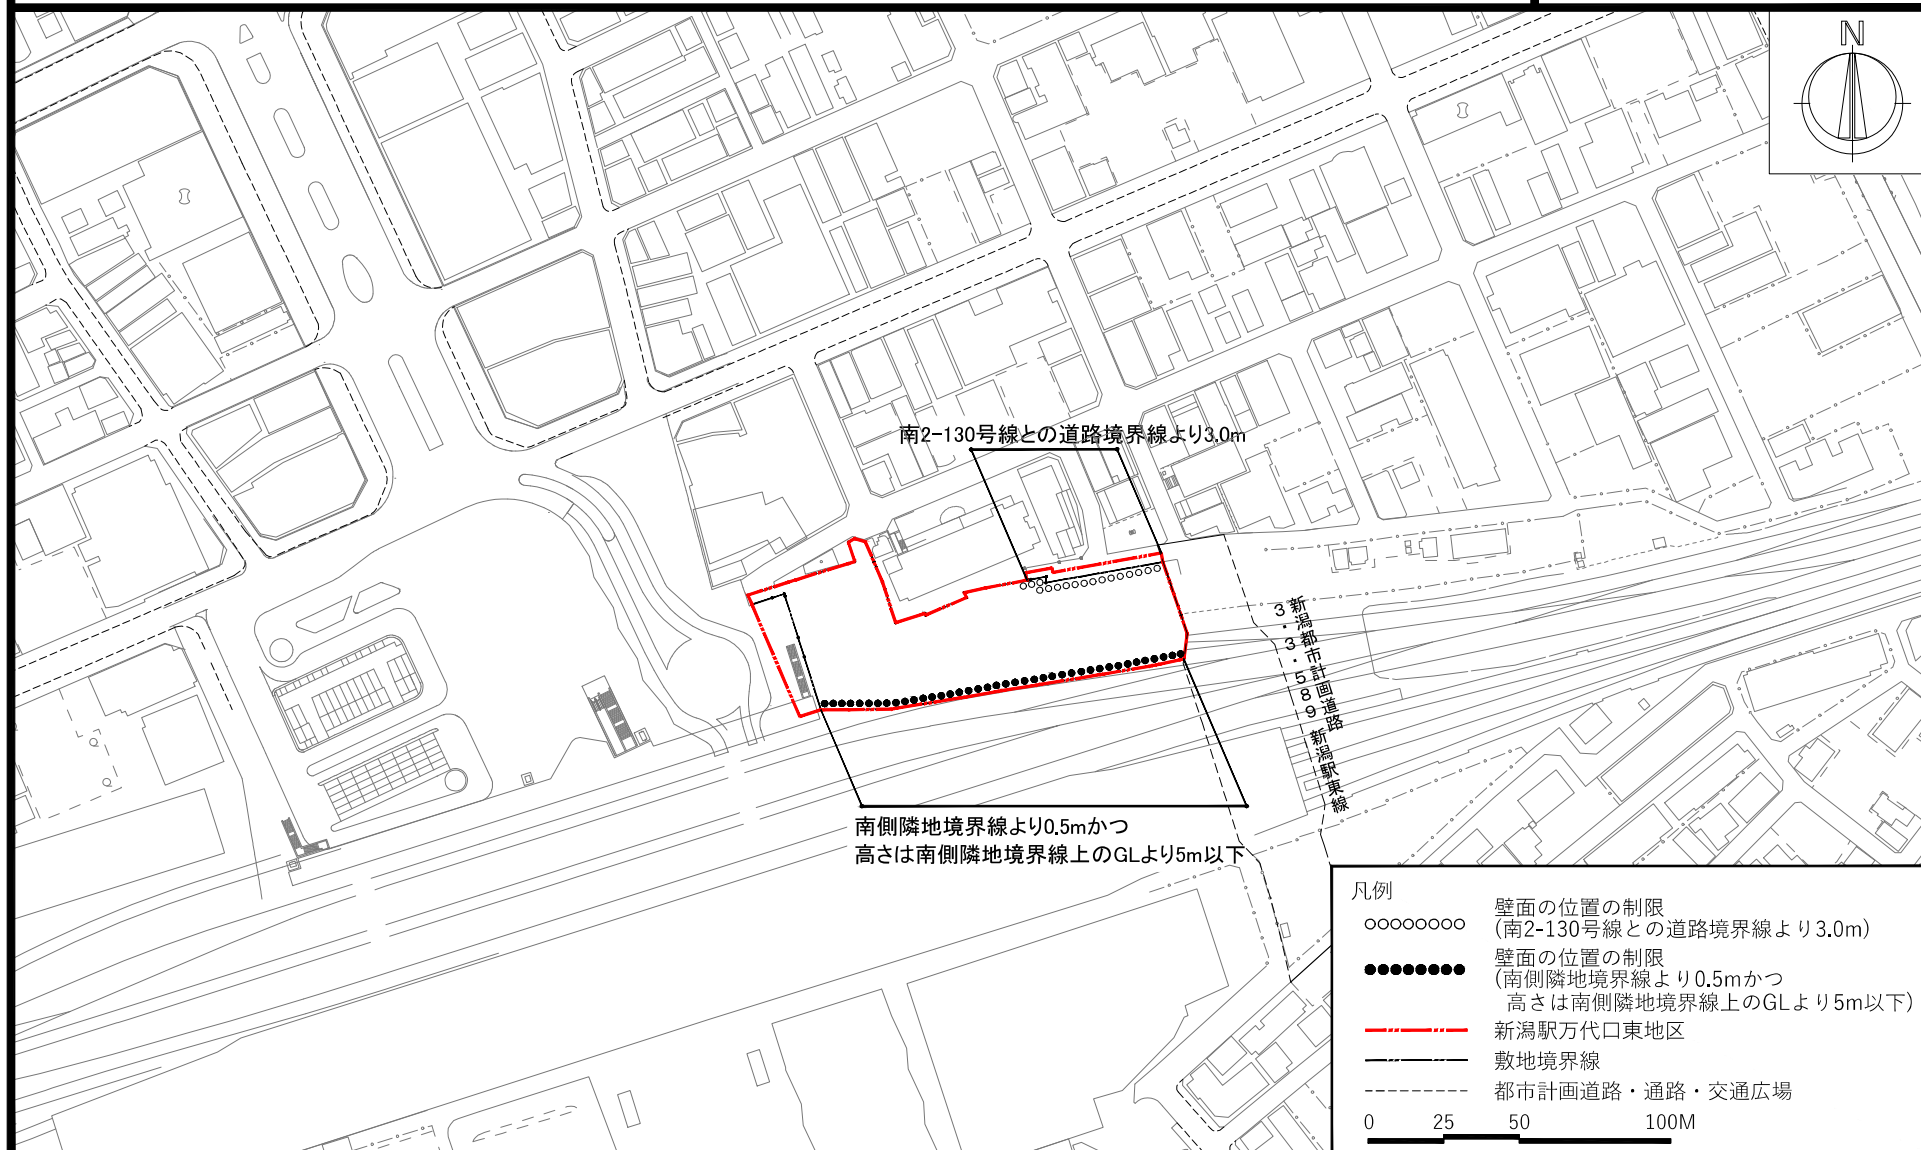 N
南2-130号線との道路境界線より3.0m
新潟都市計画道路
3・3・589 新潟駅東線
南側隣地境界線より0.5mかつ
高さは南側隣地境界線上のGLより5m以下
凡例
壁面の位置の制限
(南2-130号線との道路境界線より3.0m)
壁面の位置の制限
(南側隣地境界線より0.5mかつ
高さは南側隣地境界線上のGLより5m以下)
新潟駅万代口東地区
敷地境界線
都市計画道路・通路・交通広場
0 25 50 100M